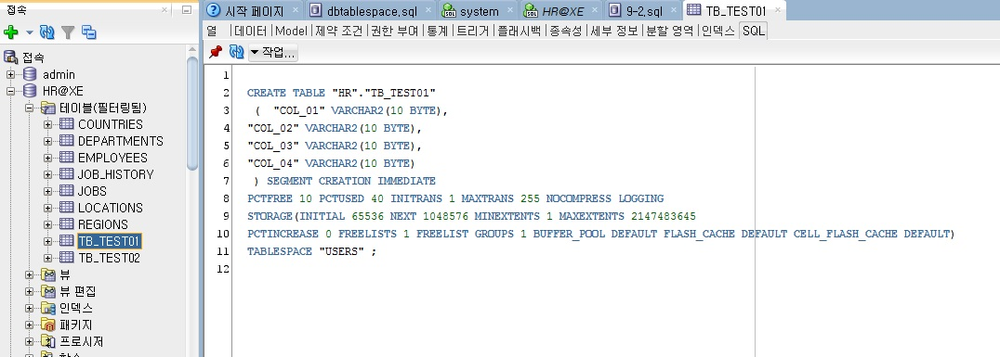 접속
시작 페이지
dbtablespace,sql
system
HR@XE
9-2,sql
TB_TEST01
열 |데이터|Model|제약 조건|권한 부여|통계|트리거|플래시백|종속성|세부 정보|분할 영역|인덱스|SQL
작업...
접속
admin
HR@XE
테이블(필터링됨)
COUNTRIES
DEPARTMENTS
EMPLOYEES
JOB_HISTORY
JOBS
LOCATIONS
REGIONS
TB_TEST01
TB_TEST02
뷰
뷰 편집
인덱스
패키지
프로시저
1
2 CREATE TABLE "HR"."TB_TEST01"
3 ( "COL_01" VARCHAR2(10 BYTE),
4 "COL_02" VARCHAR2(10 BYTE),
5 "COL_03" VARCHAR2(10 BYTE),
6 "COL_04" VARCHAR2(10 BYTE)
7 ) SEGMENT CREATION IMMEDIATE
8 PCTFREE 10 PCTUSED 40 INITRANS 1 MAXTRANS 255 NOCOMPRESS LOGGING
9 STORAGE(INITIAL 65536 NEXT 1048576 MINEXTENTS 1 MAXEXTENTS 2147483645
10 PCTINCREASE 0 FREELISTS 1 FREELIST GROUPS 1 BUFFER_POOL DEFAULT FLASH_CACHE DEFAULT CELL_FLASH_CACHE DEFAULT)
11 TABLESPACE "USERS" ;
12